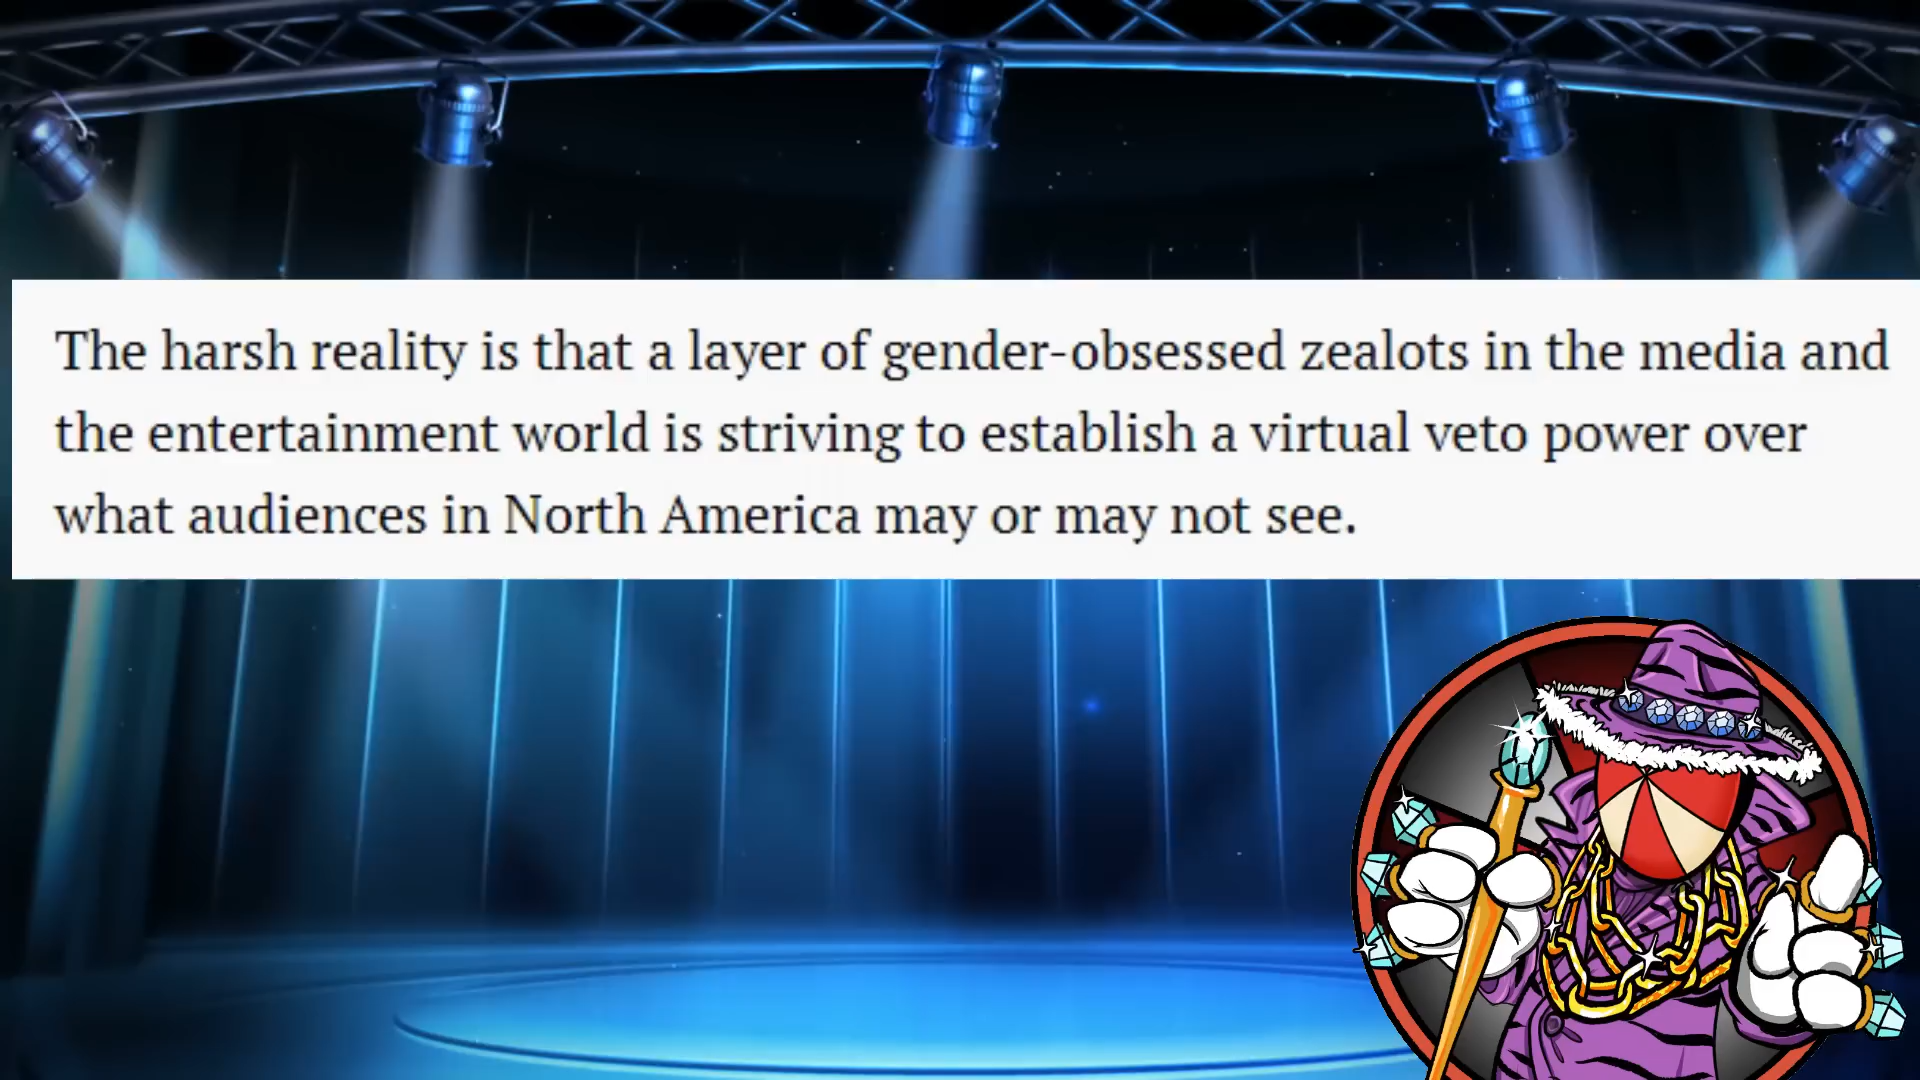 The harsh reality is that a layer of gender-obsessed zealots in the media and
the entertainment world is striving to establish a virtual veto power over
what audiences in North America may or may not see.